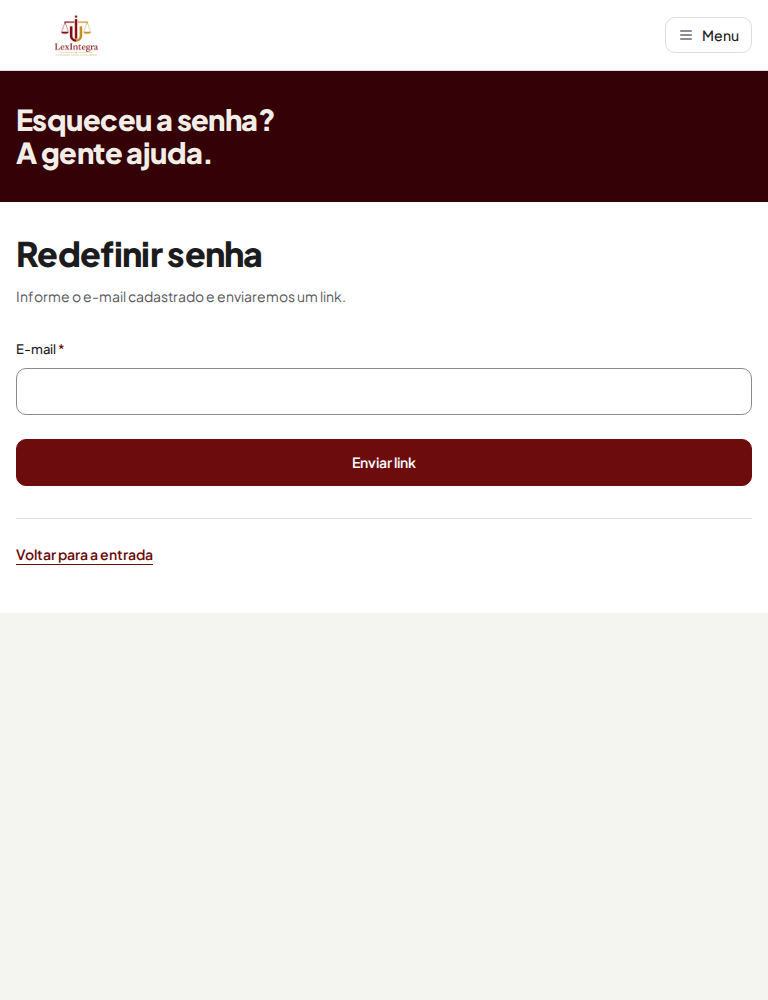 LexIntegra
Menu
Esqueceu a senha?
A gente ajuda.
Redefinir senha
Informe o e-mail cadastrado e enviaremos um link.
E-mail *
Enviar link
Voltar para a entrada